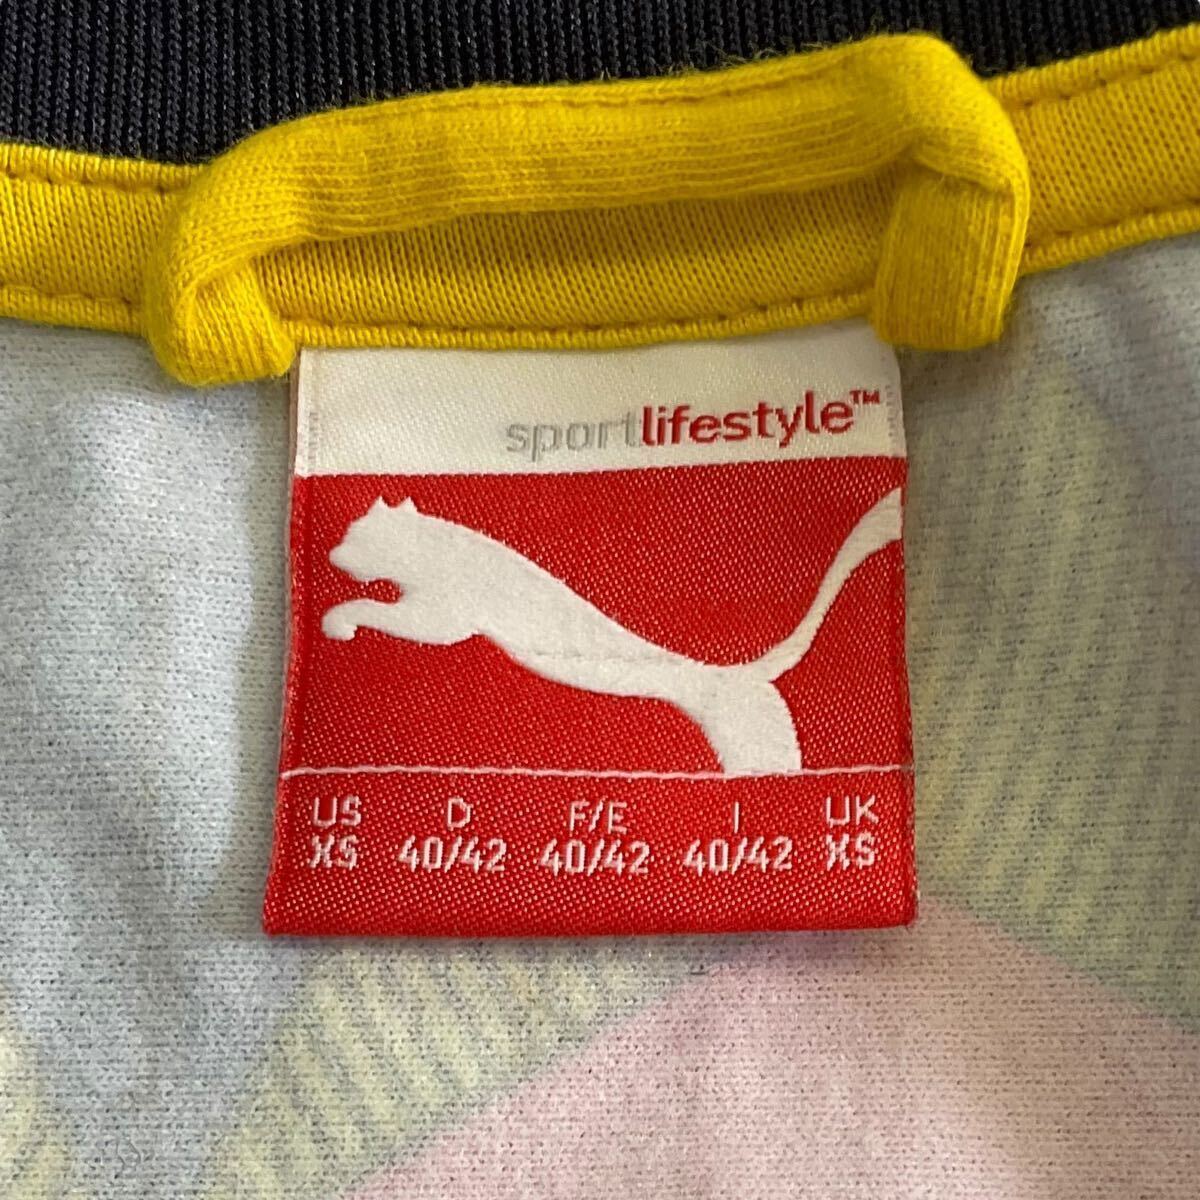 sportlifestyle™
US D F/E I UK
XS 40/42 40/42 40/42 XS